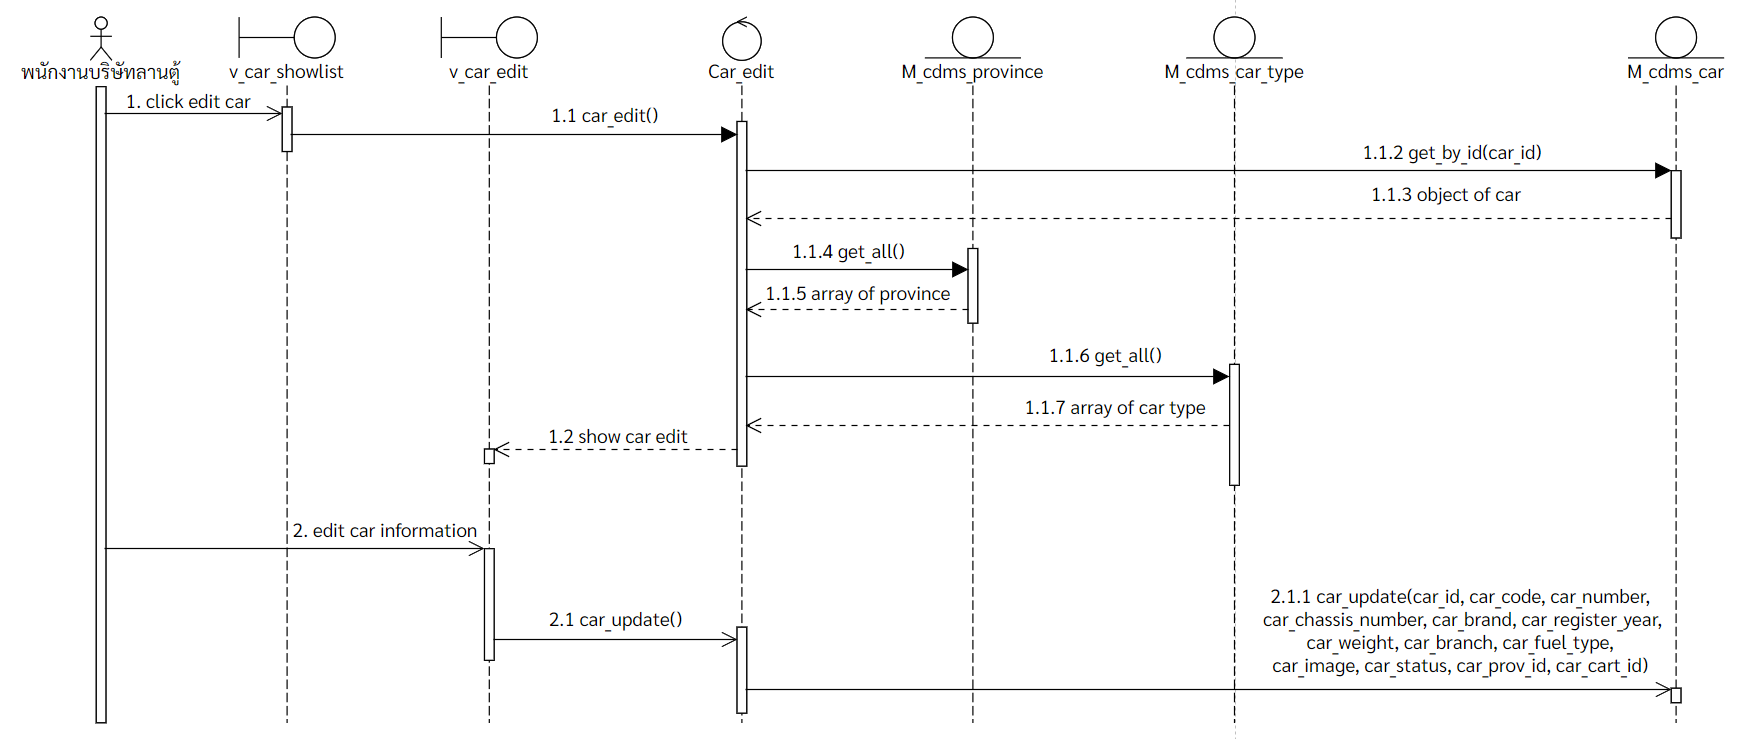 พนักงานบริษัทลานตู้
v_car_showlist
v_car_edit
Car_edit
M_cdms_province
M_cdms_car_type
M_cdms_car
1. click edit car
1.1 car_edit()
1.1.2 get_by_id(car_id)
1.1.3 object of car
1.1.4 get_all()
1.1.5 array of province
1.1.6 get_all()
1.1.7 array of car type
1.2 show car edit
2. edit car information
2.1 car_update()
2.1.1 car_update(car_id, car_code, car_number,
car_chassis_number, car_brand, car_register_year,
car_weight, car_branch, car_fuel_type,
car_image, car_status, car_prov_id, car_cart_id)